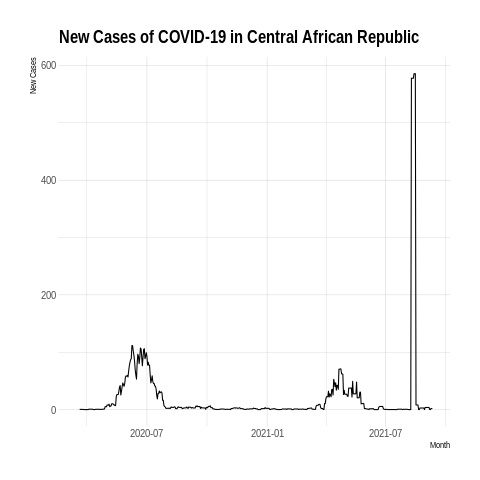 New Cases of COVID-19 in Central African Republic
New Cases
600
400
200
0
2020-07
2021-01
2021-07
Month